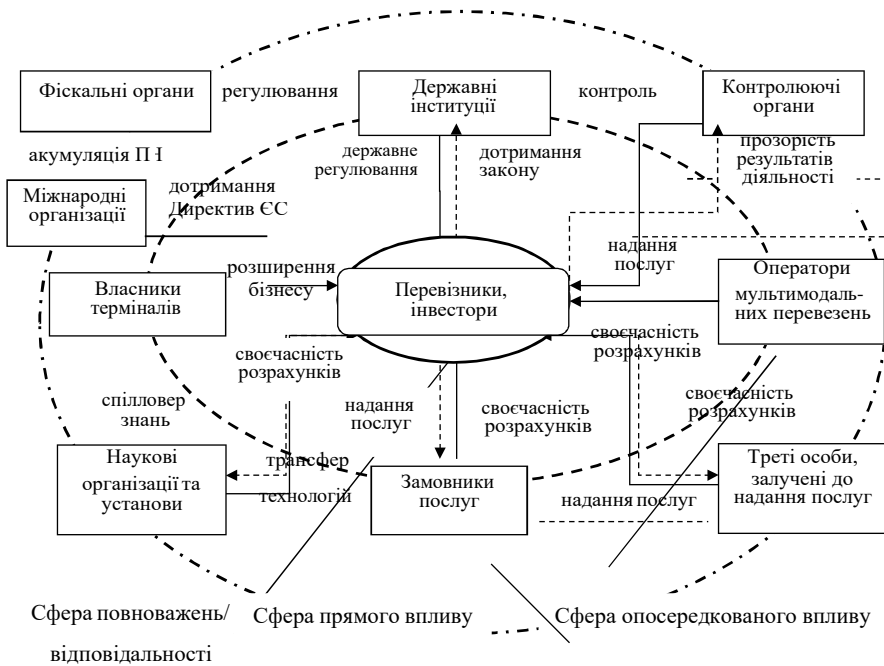 Фіскальні органи
регулювання
Державні
інституції
контроль
Контролюючі
органи
акумуляція
державне
регулювання
дотримання
закону
прозорість
результатів
діяльності
Міжнародні
організації
дотримання
Директив ЄС
розширення
бізнесу
надання
послуг
Власники
терміналів
Перевізники,
інвестори
Оператори
мультимодаль-
них перевезень
своєчасність
розрахунків
своєчасність
розрахунків
спілловер
знань
надання
послуг
своєчасність
розрахунків
своєчасність
розрахунків
Наукові
організації та
установи
трансфер
технологій
Замовники
послуг
надання послуг
Треті особи,
залучені до
надання послуг
Сфера повноважень/
відповідальності
Сфера прямого впливу
Сфера опосередкованого впливу